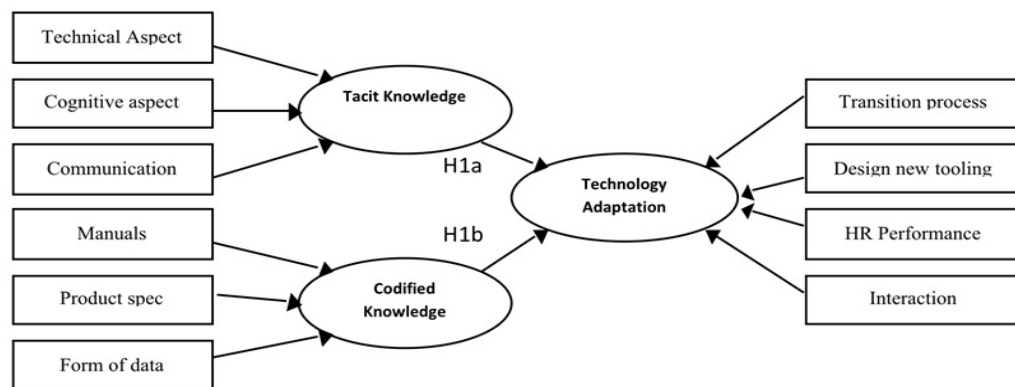 Technical Aspect
Cognitive aspect
Communication
Manuals
Product spec
Form of data
Tacit Knowledge
H1a
H1b
Codified
Knowledge
Technology
Adaptation
Transition process
Design new tooling
HR Performance
Interaction